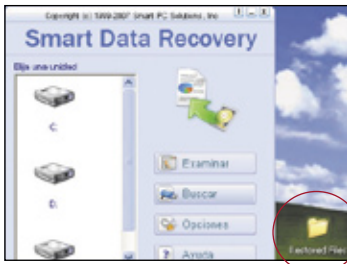 Copyright (c) 1999-2007 Smart PC Solutions, Inc
Smart Data Recovery
Elija una unidad
C:
D:
Examinar
Buscar
Opciones
Ayuda
Restored Files